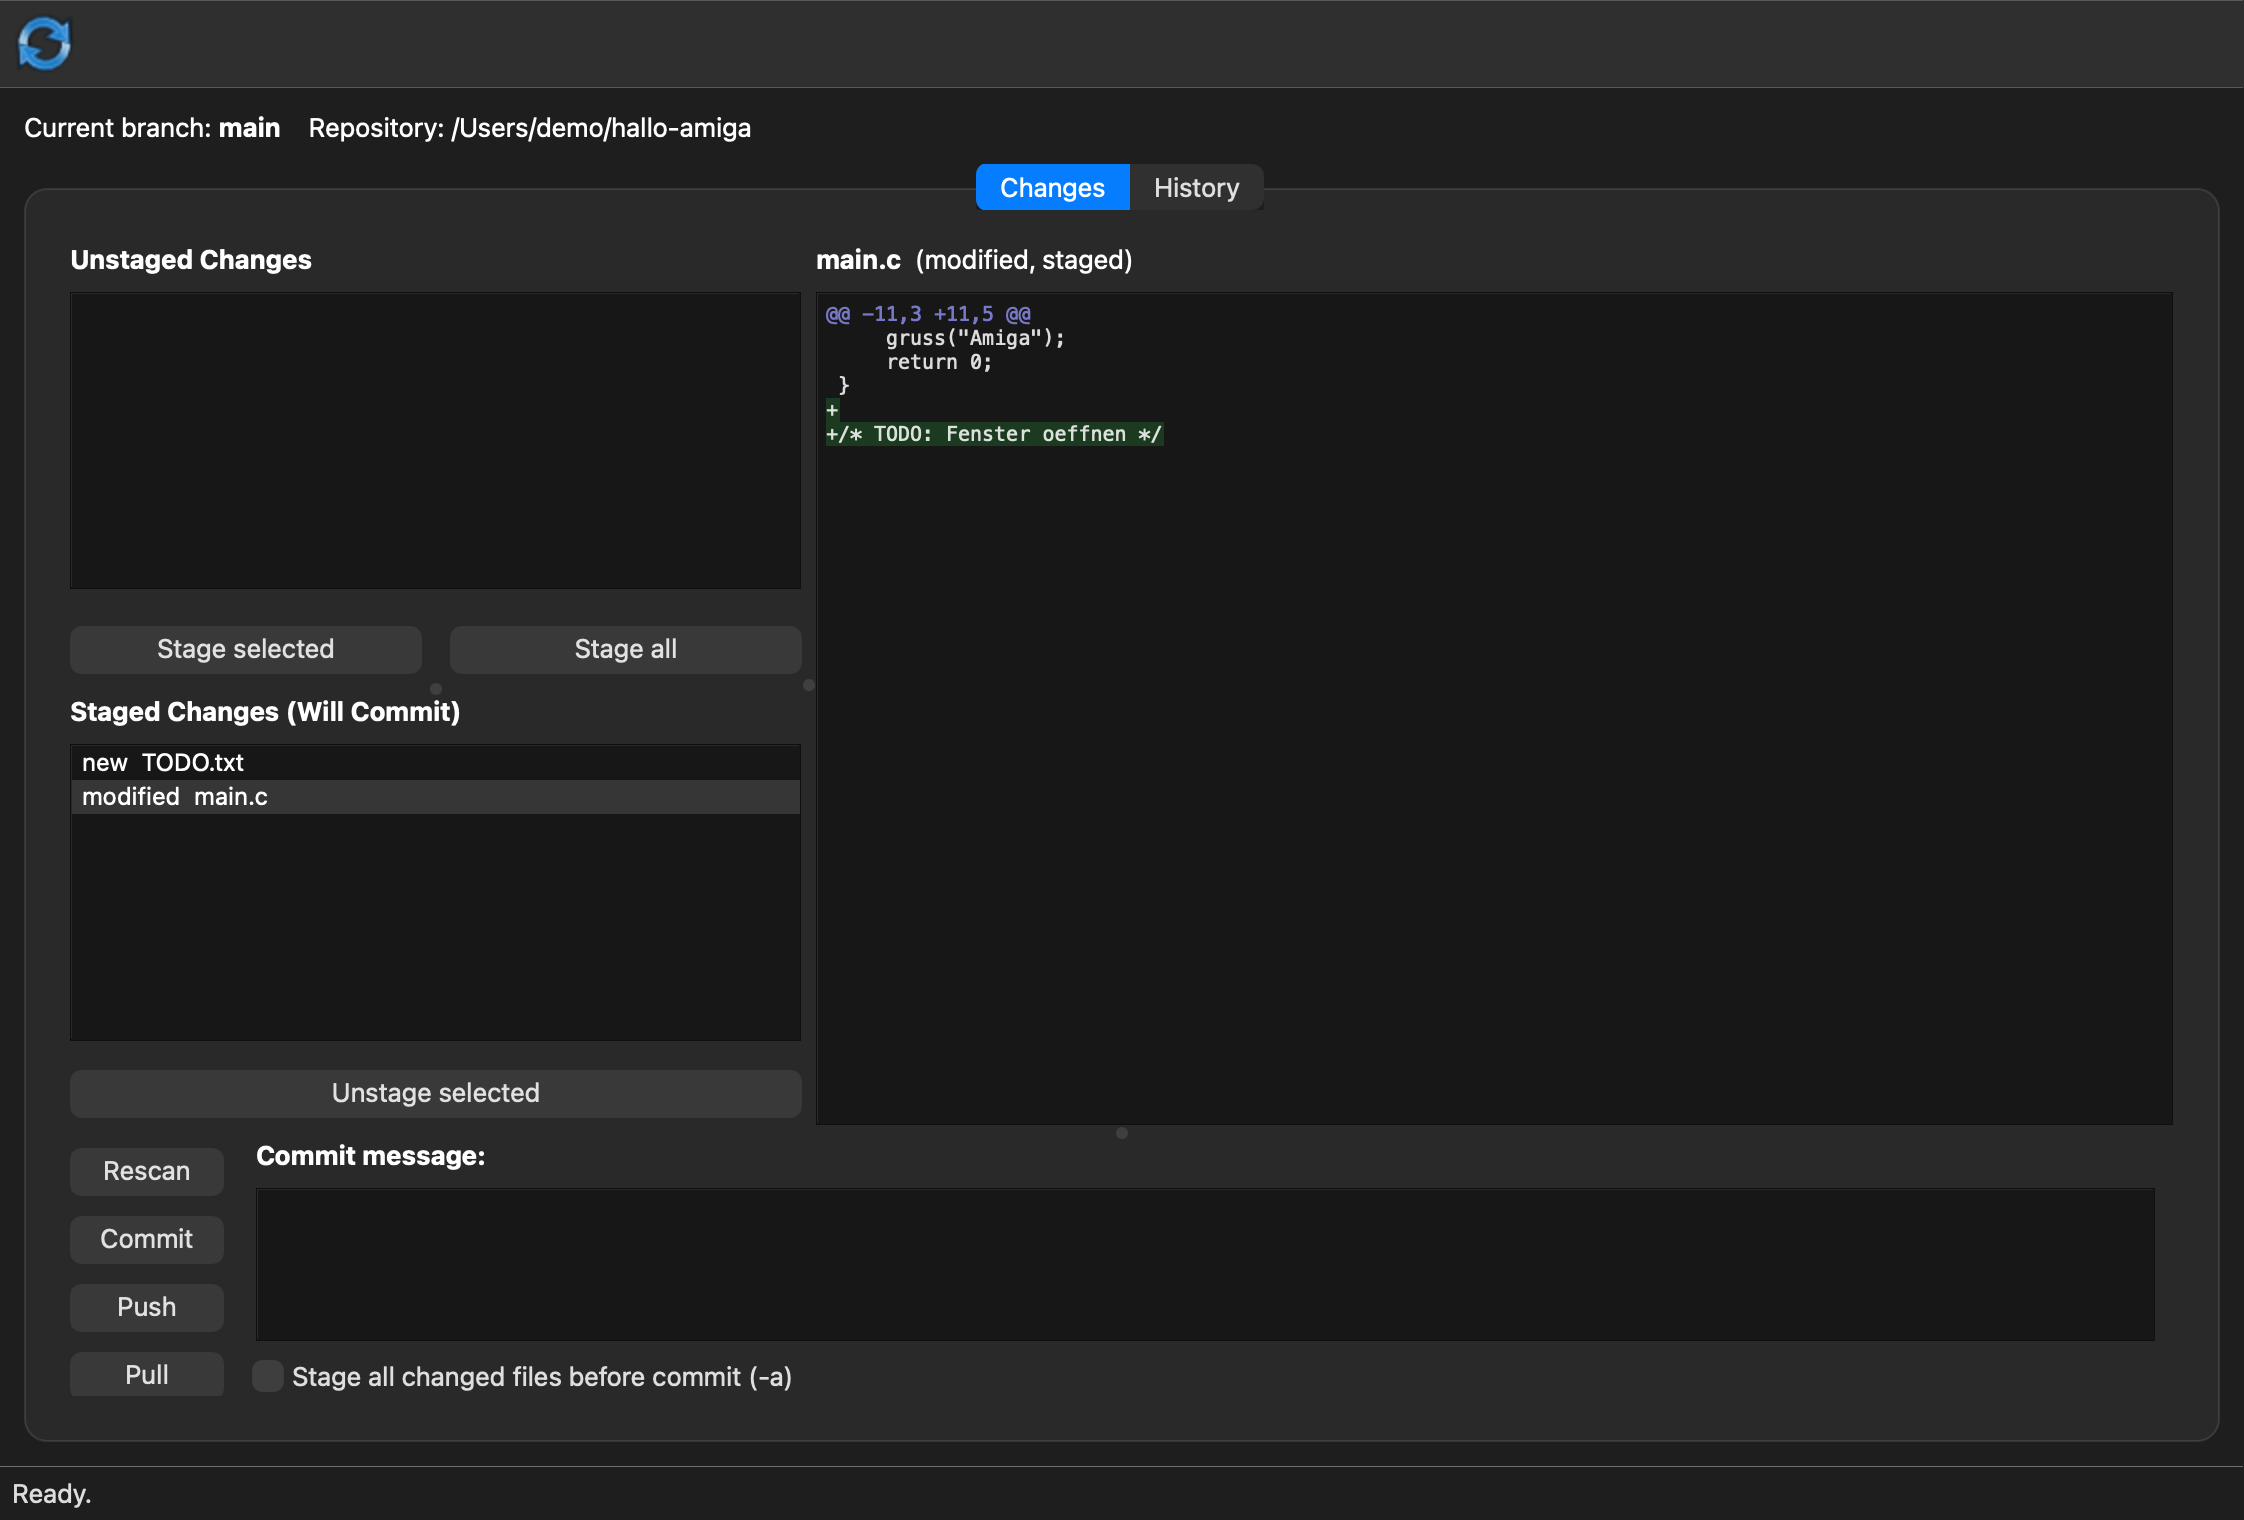 Current branch: main Repository: /Users/demo/hallo-amiga
Changes History
Unstaged Changes
Stage selected Stage all
Staged Changes (Will Commit)
new TODO.txt
modified main.c
Unstage selected
main.c (modified, staged)
@@ -11,3 +11,5 @@
gruss("Amiga");
return 0;
}
+
+/* TODO: Fenster oeffnen */
Rescan
Commit
Push
Pull
Commit message:
Stage all changed files before commit (-a)
Ready.